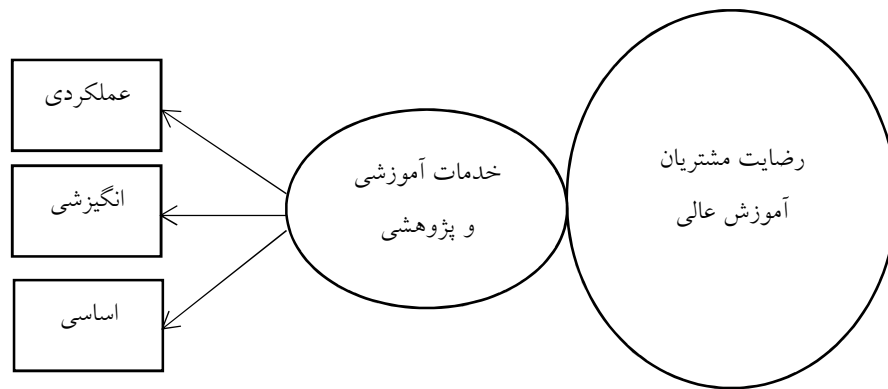 رضایت مشتریان
آموزش عالی
خدمات آموزشی
و پژوهشی
عملکردی
انگیزشی
اساسی